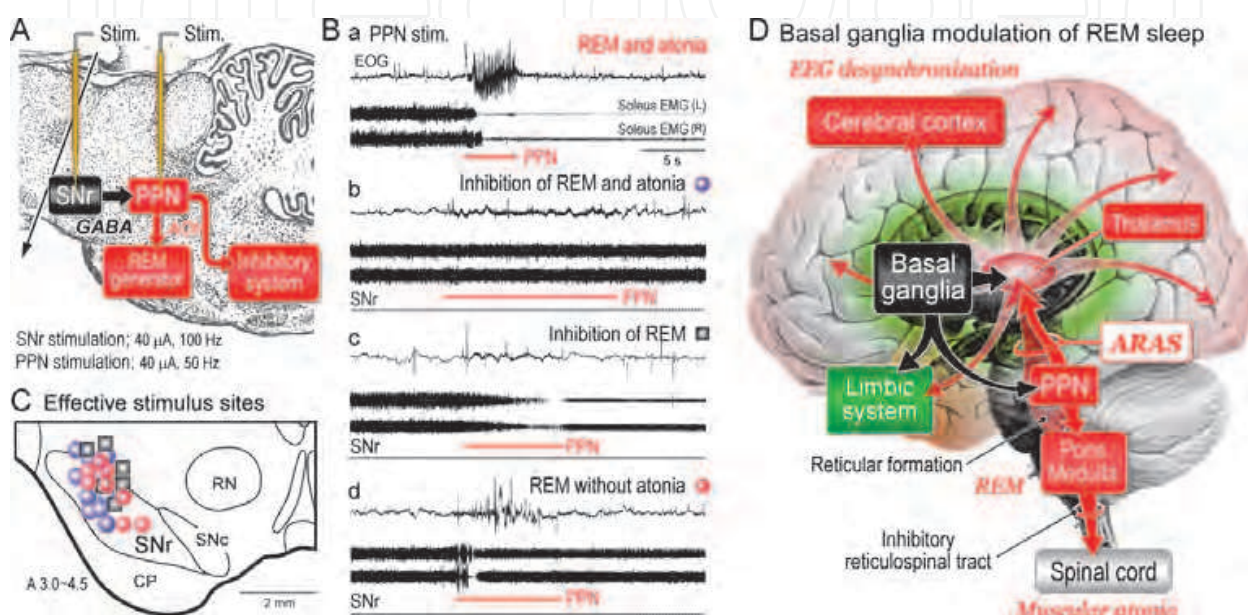 A
Stim.
Stim.
SNr
PPN
GABA
ACh
REM
generator
Inhibitory
system
SNr stimulation; 40 μA, 100 Hz
PPN stimulation; 40 μA, 50 Hz
B
a PPN stim.
REM and atonia
EOG
Soleus EMG (L)
Soleus EMG (R)
PPN
5 s
b
Inhibition of REM and atonia
SNr
PPN
c
Inhibition of REM
SNr
PPN
d
REM without atonia
SNr
PPN
C Effective stimulus sites
RN
SNc
SNr
CP
A 3.0~4.5
2 mm
D Basal ganglia modulation of REM sleep
EEG desynchronization
Cerebral cortex
Thalamus
Basal
ganglia
ARAS
Limbic
system
PPN
Reticular formation
Pons
Medulla
REM
Inhibitory
reticulospinal tract
Spinal cord
Muscular atonia